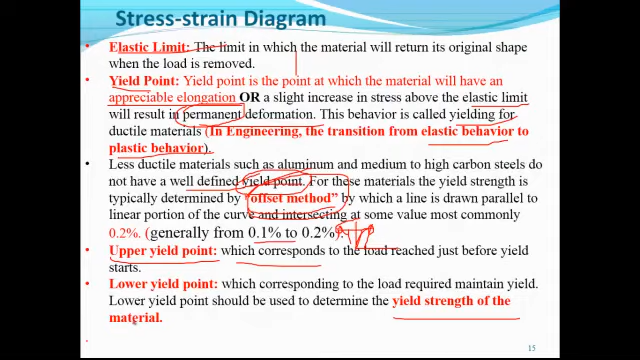 Stress-strain Diagram
• Elastic Limit: The limit in which the material will return its original shape
when the load is removed.
• Yield Point: Yield point is the point at which the material will have an
appreciable elongation OR a slight increase in stress above the elastic limit
will result in permanent deformation. This behavior is called yielding for
ductile materials (In Engineering, the transition from elastic behavior to
plastic behavior).
Less ductile materials such as aluminum and medium to high carbon steels do
not have a well defined yield point. For these materials the yield strength is
typically determined by “offset method” by which a line is drawn parallel to
linear portion of the curve and intersecting at some value most commonly
0.2% (generally from 0.1% to 0.2%).
• Upper yield point: which corresponds to the load reached just before yield
starts.
• Lower yield point: which corresponding to the load required maintain yield.
Lower yield point should be used to determine the yield strength of the
material.
.
15